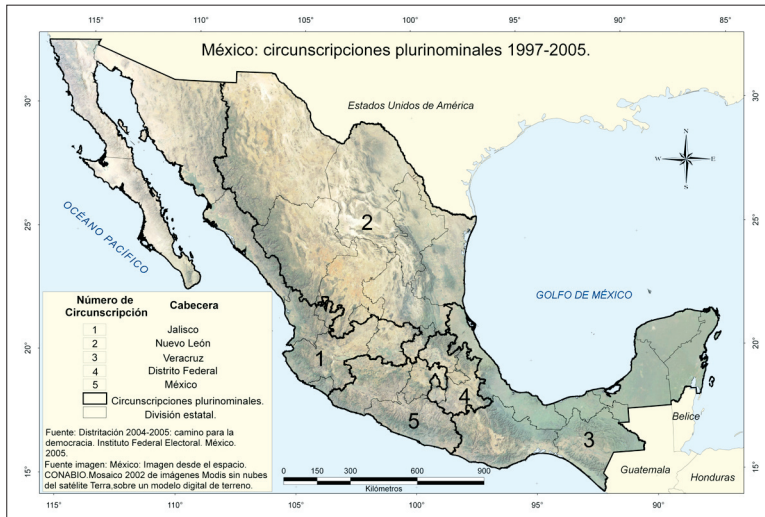 115° 110° 105° 100° 95° 90° 85°
México: circunscripciones plurinominales 1997-2005.
30° 30°
Estados Unidos de América
N
W E
S
25° 25°
2
OCÉANO PACÍFICO
GOLFO DE MÉXICO
20° 20°
1
4
5
3
Belice
Guatemala
Honduras
15° 15°
Número de Circunscripción Cabecera
1 Jalisco
2 Nuevo León
3 Veracruz
4 Distrito Federal
5 México
Circunscripciones plurinominales.
División estatal.
Fuente: Distritación 2004-2005: camino para la
democracia. Instituto Federal Electoral. México.
2005.
Fuente imagen: México: Imagen desde el espacio.
CONABIO.Mosaico 2002 de imágenes Modis sin nubes
del satélite Terra,sobre un modelo digital de terreno.
0 150 300 600 900
Kilómetros
115° 110° 105° 100° 95° 90°